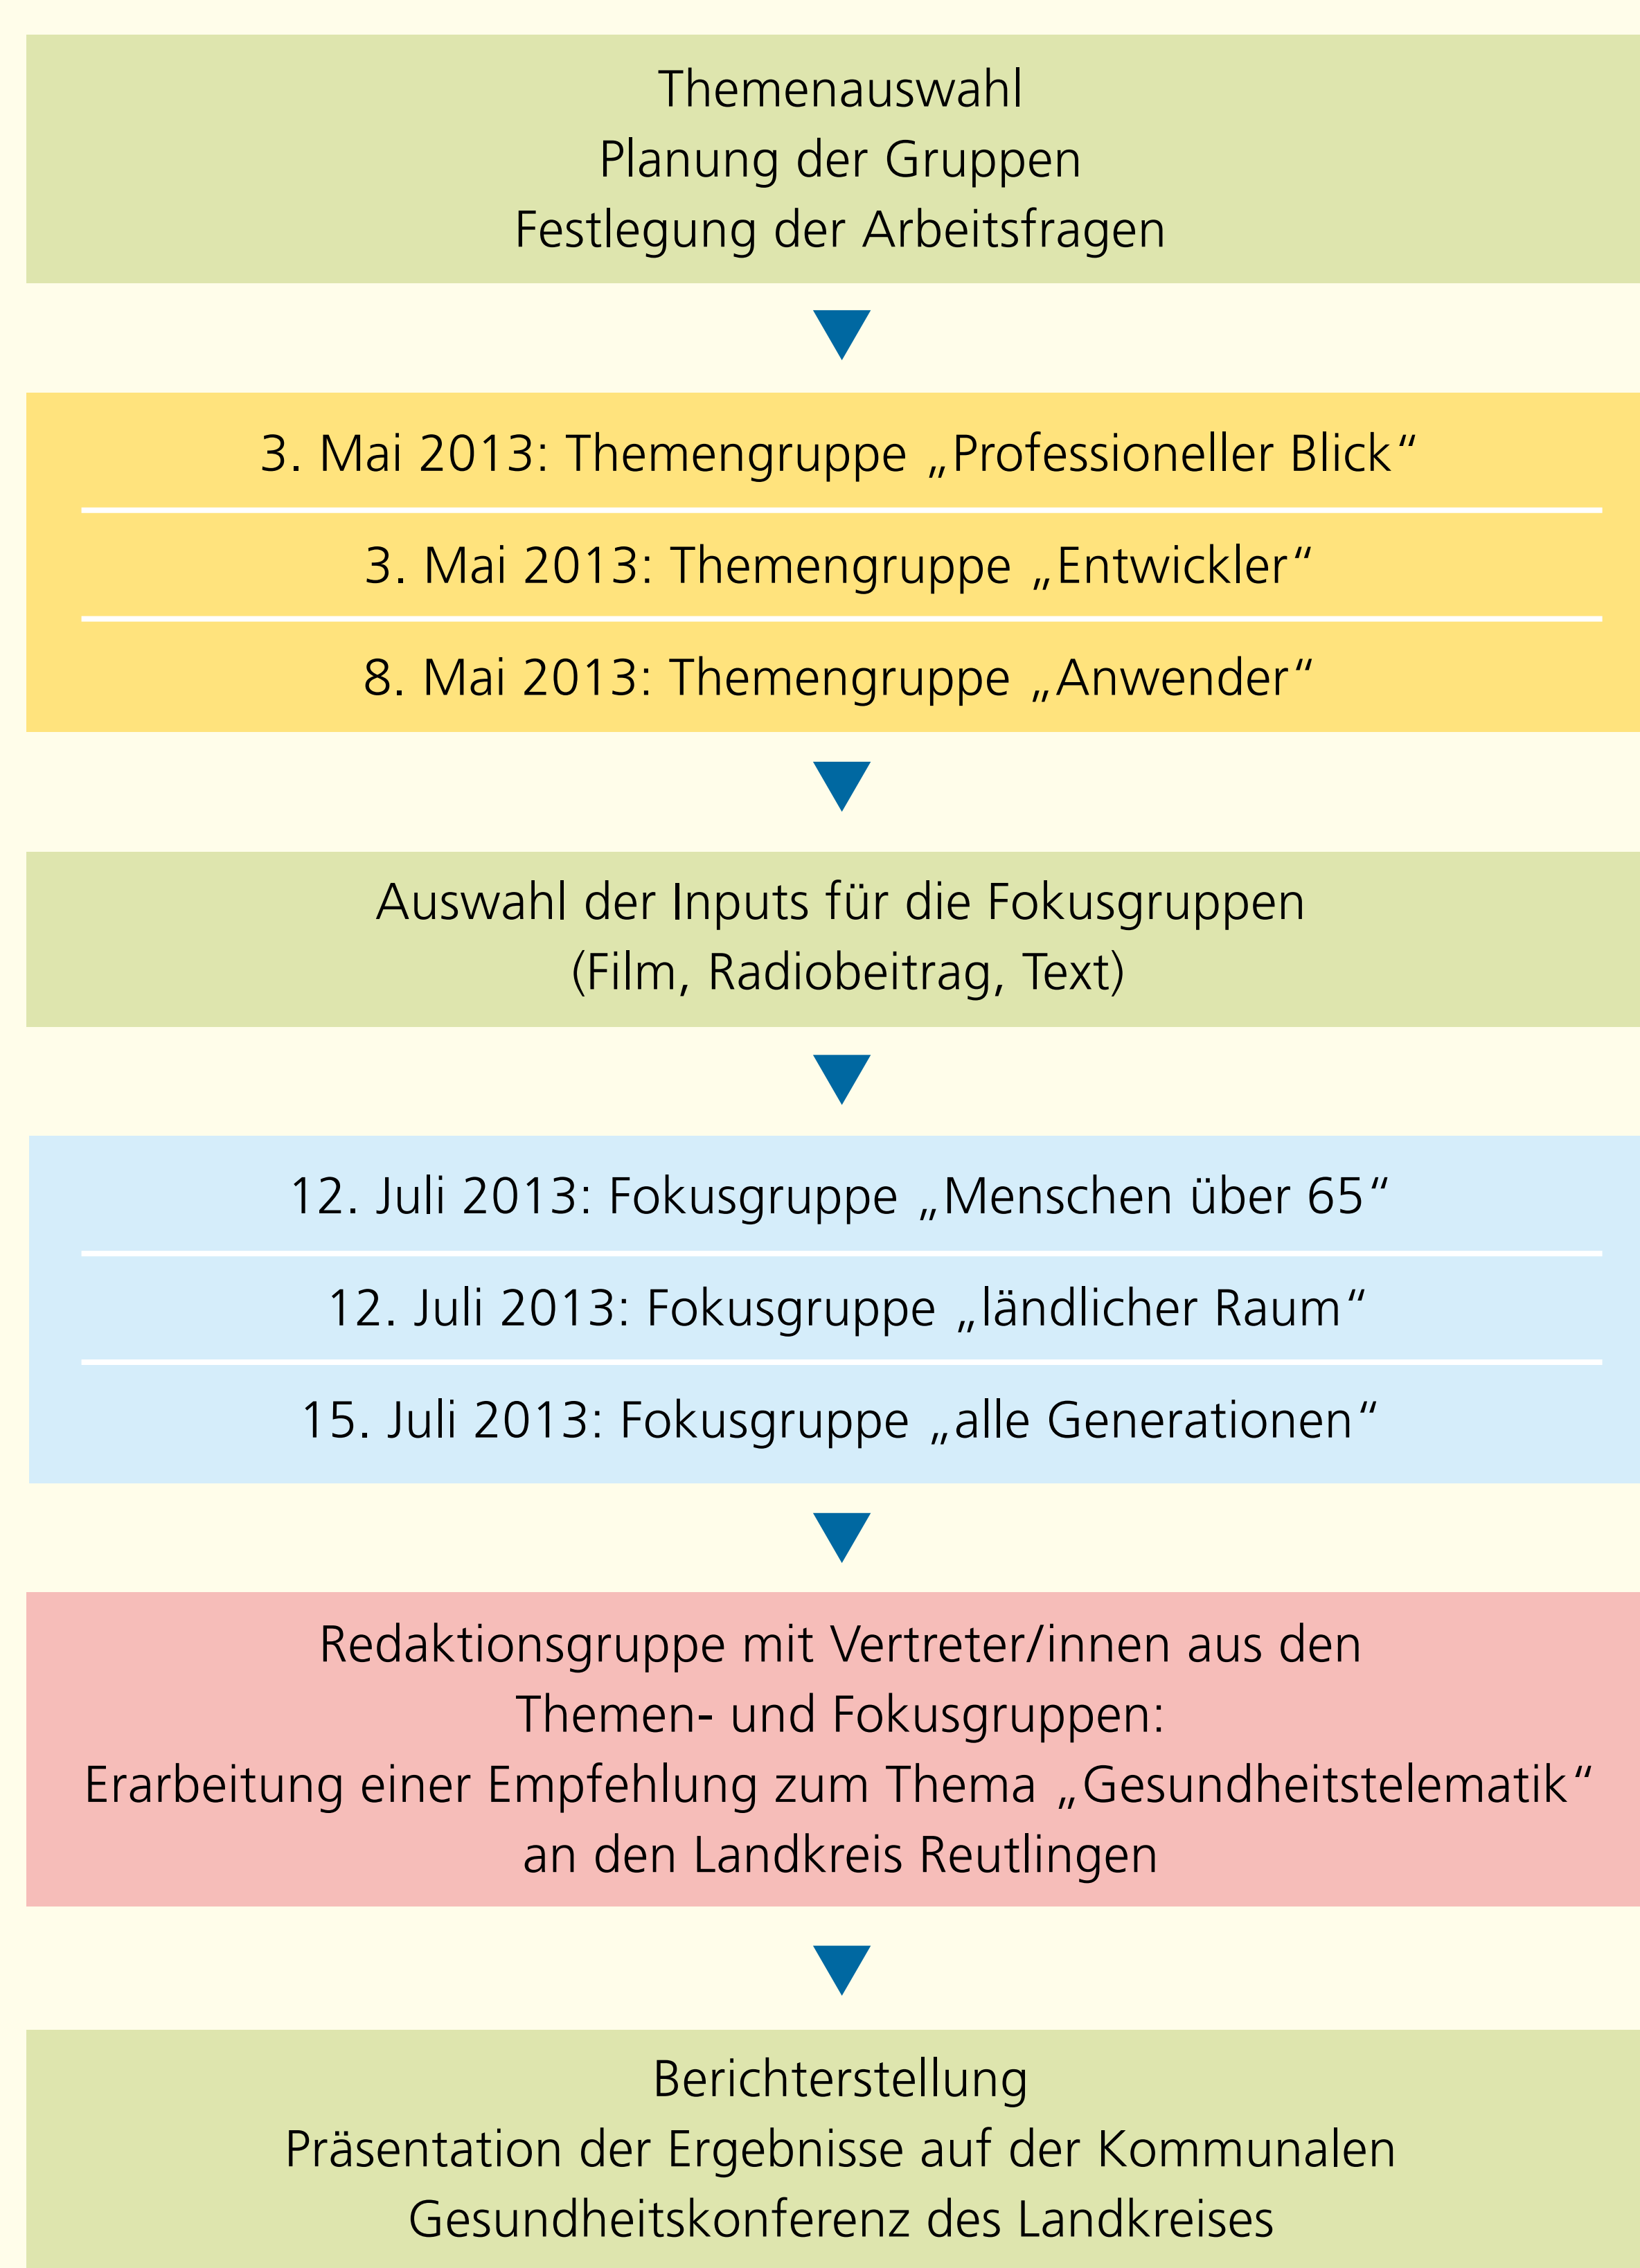 Themenauswahl
Planung der Gruppen
Festlegung der Arbeitsfragen
3. Mai 2013: Themengruppe „Professioneller Blick“
3. Mai 2013: Themengruppe „Entwickler“
8. Mai 2013: Themengruppe „Anwender“
Auswahl der Inputs für die Fokusgruppen
(Film, Radiobeitrag, Text)
12. Juli 2013: Fokusgruppe „Menschen über 65“
12. Juli 2013: Fokusgruppe „ländlicher Raum“
15. Juli 2013: Fokusgruppe „alle Generationen“
Redaktionsgruppe mit Vertreter/innen aus den
Themen- und Fokusgruppen:
Erarbeitung einer Empfehlung zum Thema „Gesundheitstelematik“
an den Landkreis Reutlingen
Berichterstellung
Präsentation der Ergebnisse auf der Kommunalen
Gesundheitskonferenz des Landkreises